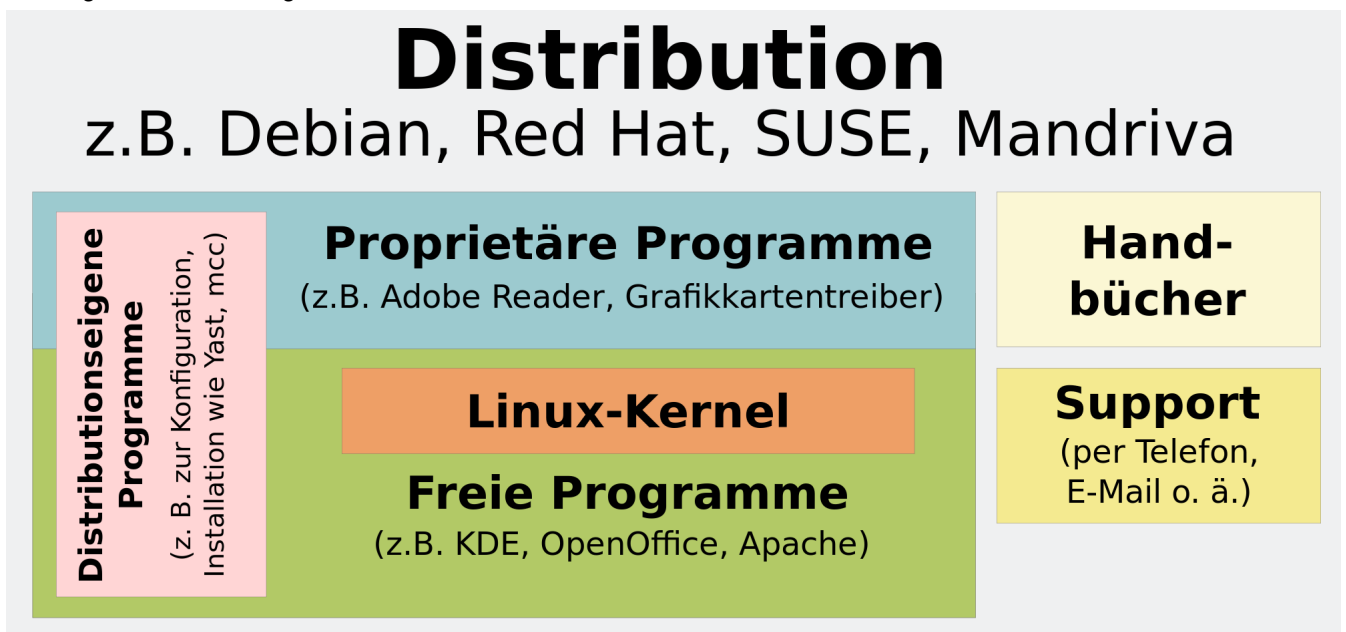 Distribution
z.B. Debian, Red Hat, SUSE, Mandriva
Distributionseigene
Programme
(z. B. zur Konfiguration,
Installation wie Yast, mcc)
Proprietäre Programme
(z.B. Adobe Reader, Grafikkartentreiber)
Linux-Kernel
Freie Programme
(z.B. KDE, OpenOffice, Apache)
Hand-
bücher
Support
(per Telefon,
E-Mail o. ä.)